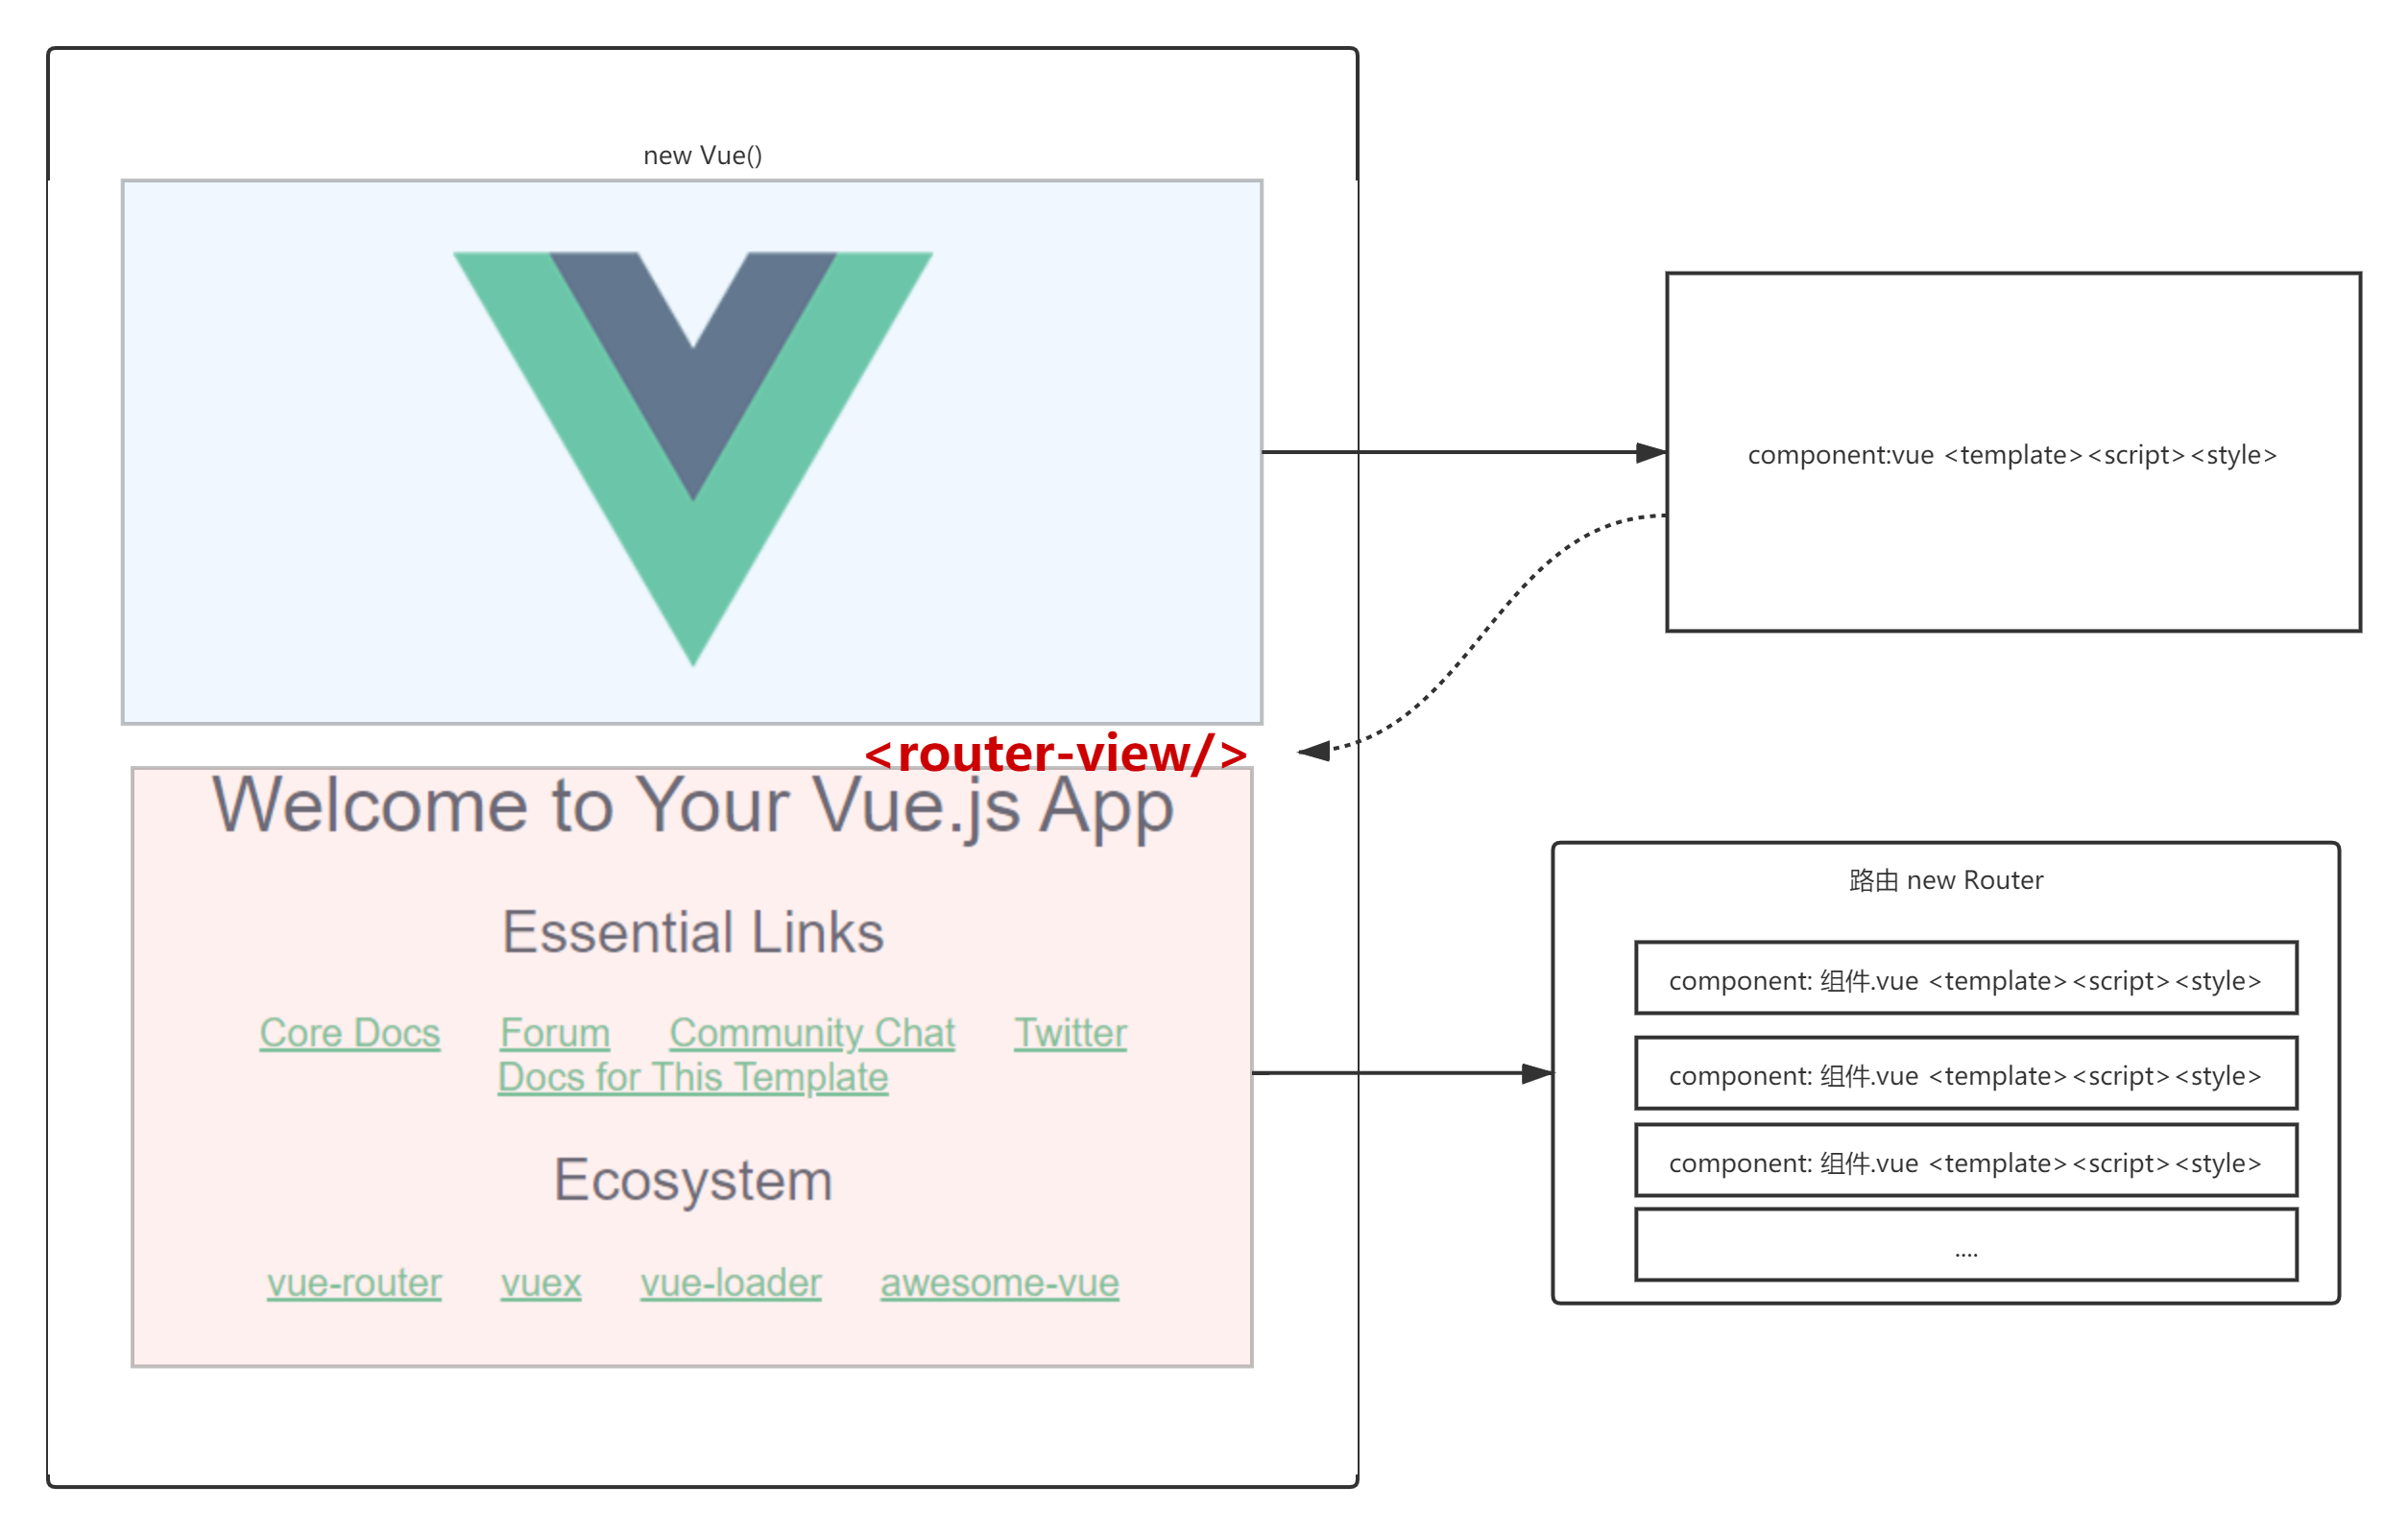 new Vue()
component:vue <template><script><style>
<router-view/>
Welcome to Your Vue.js App
Essential Links
Core Docs Forum Community Chat Twitter
Docs for This Template
Ecosystem
vue-router vuex vue-loader awesome-vue
路由 new Router
component: 组件.vue <template><script><style>
component: 组件.vue <template><script><style>
component: 组件.vue <template><script><style>
....